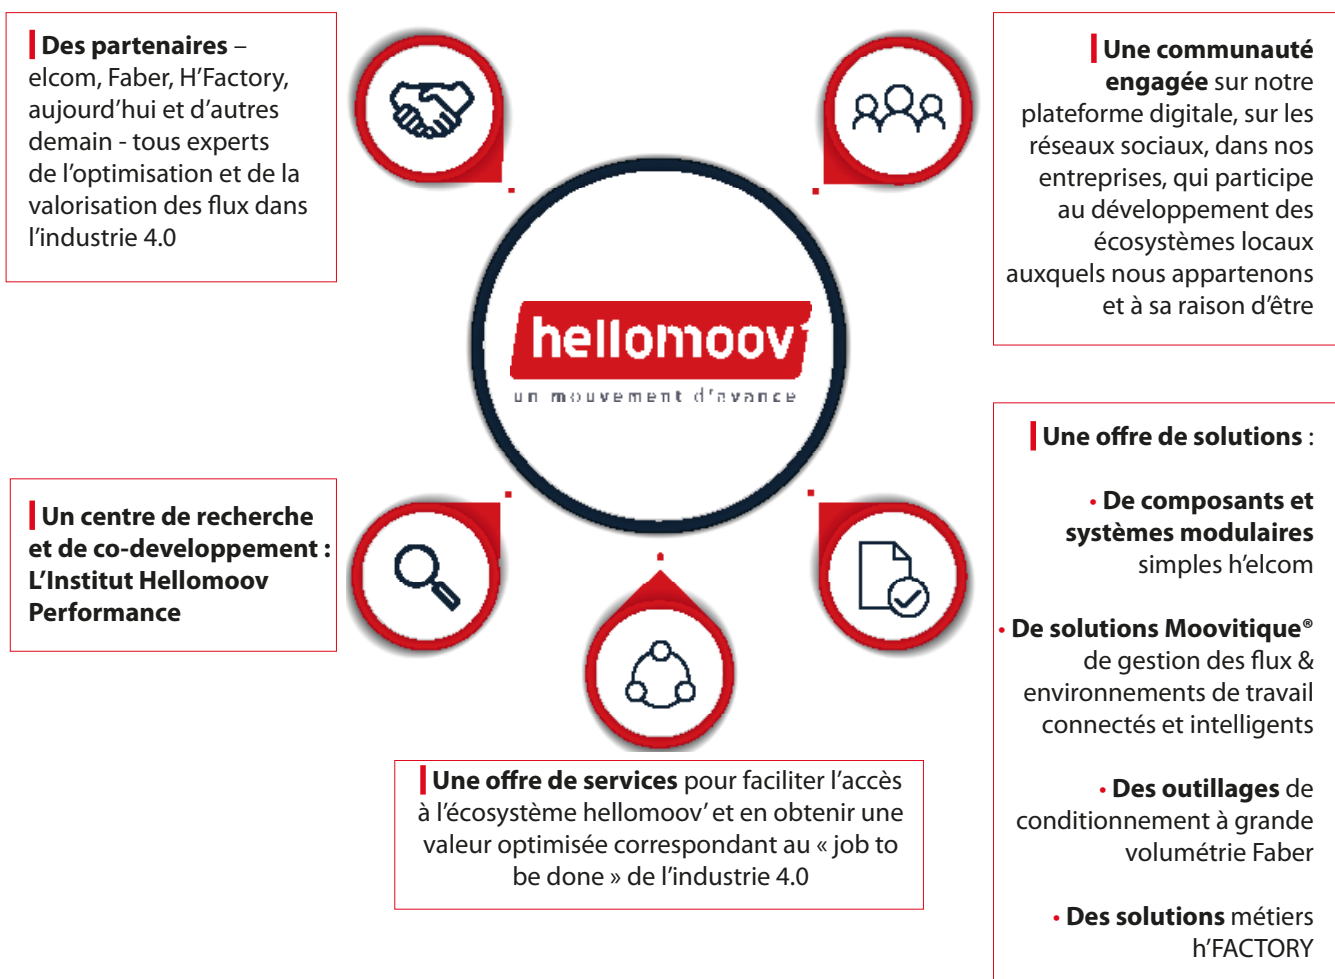 Des partenaires –
elcom, Faber, H’Factory,
aujourd’hui et d’autres
demain - tous experts
de l’optimisation et de la
valorisation des flux dans
l’industrie 4.0
Une communauté
engagée sur notre
plateforme digitale, sur les
réseaux sociaux, dans nos
entreprises, qui participe
au développement des
écosystèmes locaux
auxquels nous appartenons
et à sa raison d’être
hellomoov’
un mouvement d’avance
Un centre de recherche
et de co-developpement :
L’Institut Hellomoov
Performance
Une offre de services pour faciliter l’accès
à l’écosystème hellomoov’ et en obtenir une
valeur optimisée correspondant au « job to
be done » de l’industrie 4.0
Une offre de solutions :
• De composants et
systèmes modulaires
simples h’elcom
• De solutions Moovitique®
de gestion des flux &
environnements de travail
connectés et intelligents
• Des outillages de
conditionnement à grande
volumétrie Faber
• Des solutions métiers
h’FACTORY